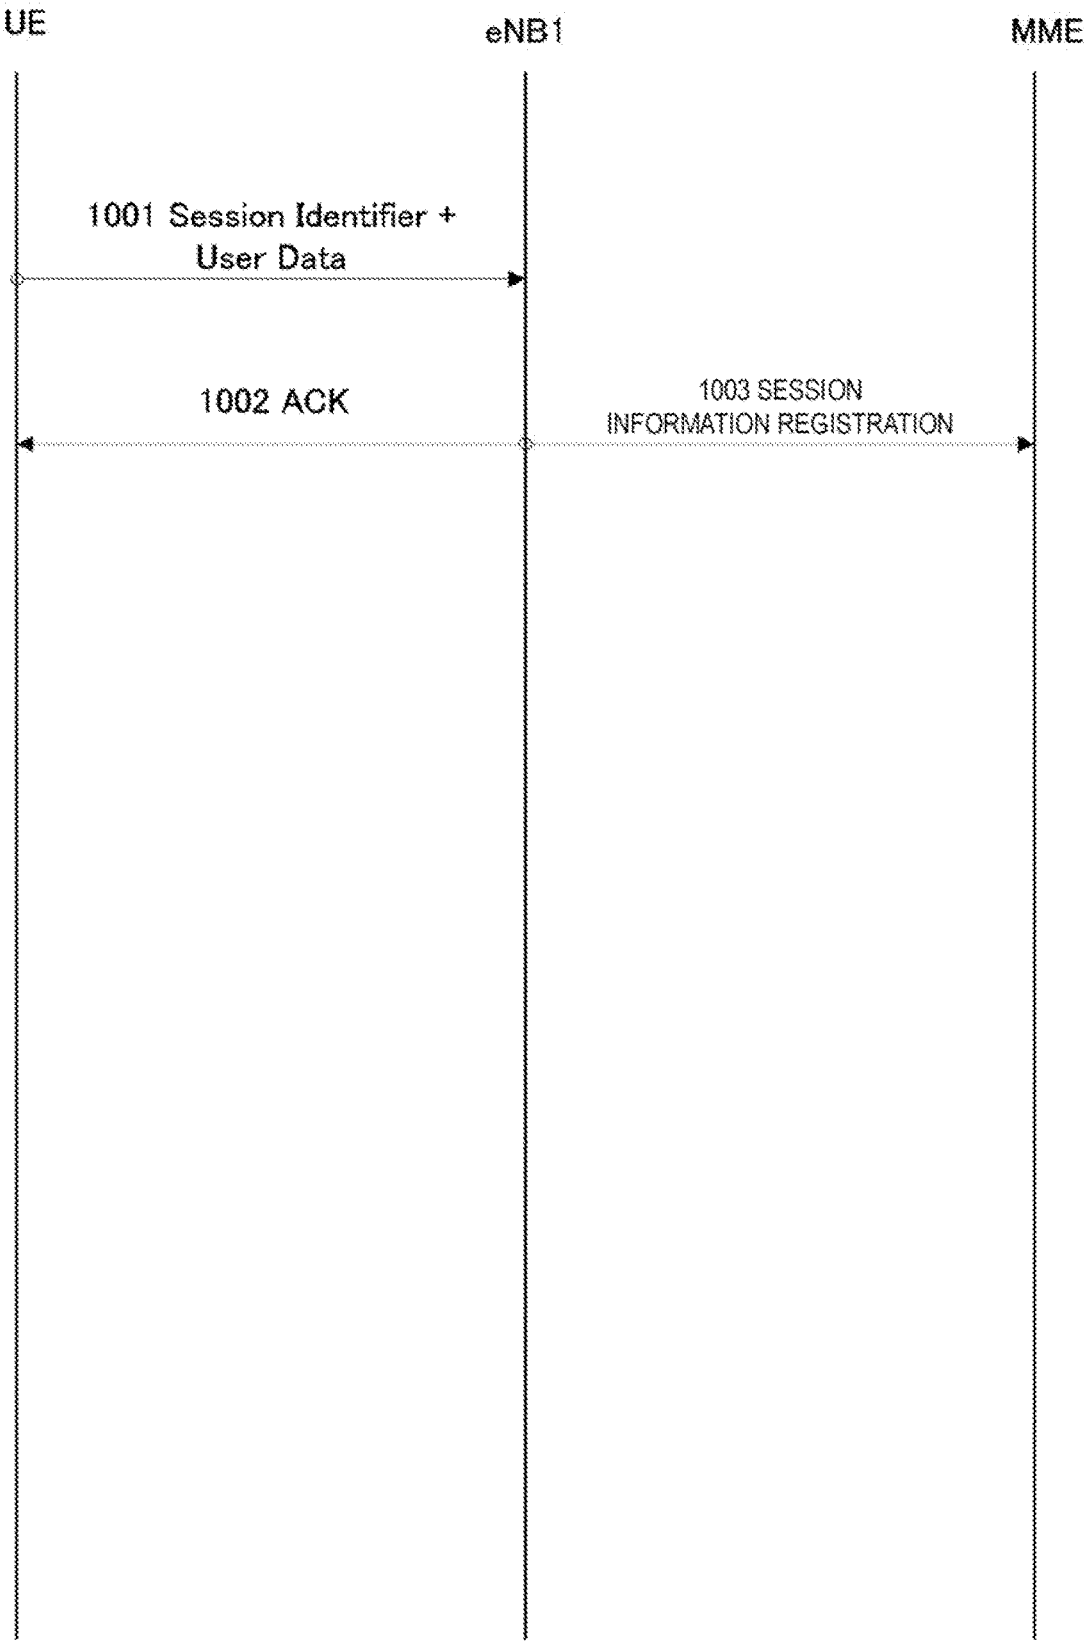 UE
eNB1
MME
1001 Session Identifier +
User Data
1002 ACK
1003 SESSION
INFORMATION REGISTRATION